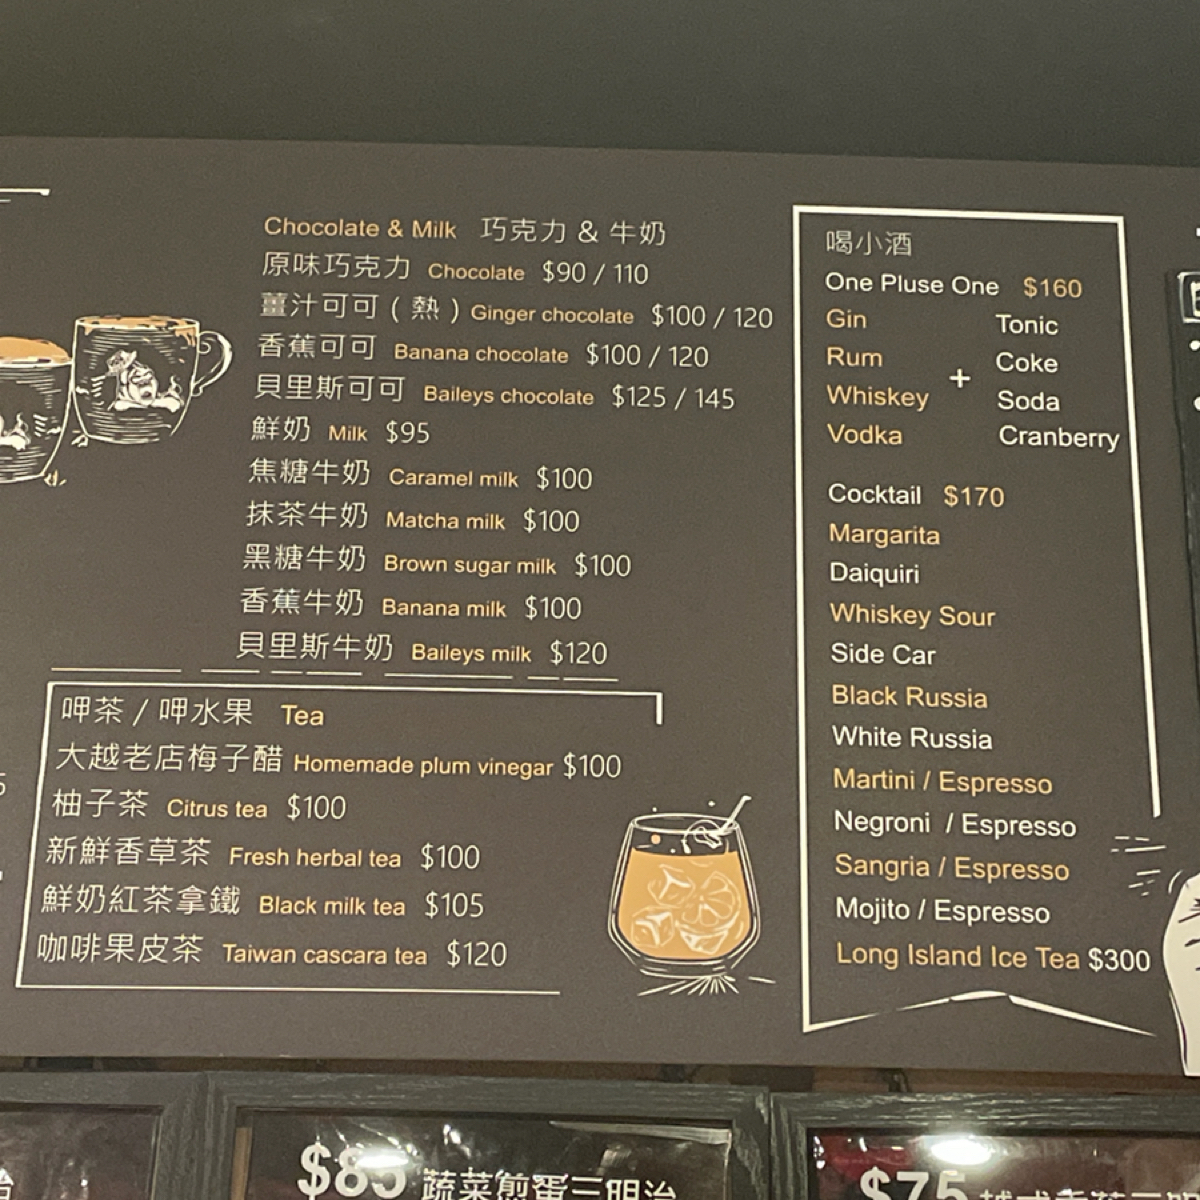 Chocolate & Milk 巧克力 & 牛奶
原味巧克力 Chocolate $90 / 110
薑汁可可 ( 熱 ) Ginger chocolate $100 / 120
香蕉可可 Banana chocolate $100 / 120
貝里斯可可 Baileys chocolate $125 / 145
鮮奶 Milk $95
焦糖牛奶 Caramel milk $100
抹茶牛奶 Matcha milk $100
黑糖牛奶 Brown sugar milk $100
香蕉牛奶 Banana milk $100
貝里斯牛奶 Baileys milk $120
呷茶 / 呷水果 Tea
大越老店梅子醋 Homemade plum vinegar $100
柚子茶 Citrus tea $100
新鮮香草茶 Fresh herbal tea $100
鮮奶紅茶拿鐵 Black milk tea $105
咖啡果皮茶 Taiwan cascara tea $120
喝小酒
One Pluse One $160
Gin Tonic
Rum Coke
+
Whiskey Soda
Vodka Cranberry
Cocktail $170
Margarita
Daiquiri
Whiskey Sour
Side Car
Black Russia
White Russia
Martini / Espresso
Negroni / Espresso
Sangria / Espresso
Mojito / Espresso
Long Island Ice Tea $300
$85 蔬菜煎蛋三明治
$75